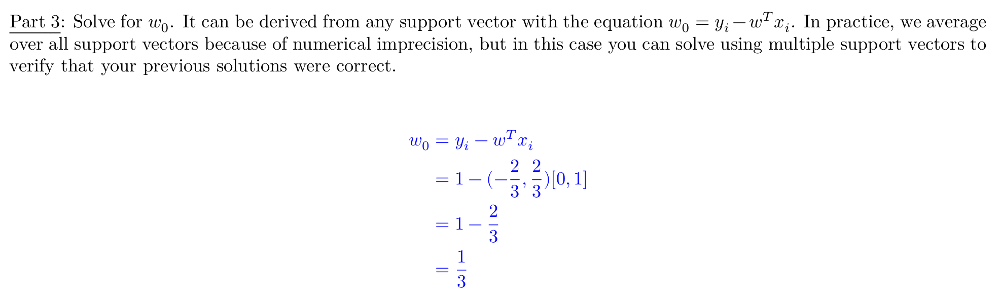 Part 3: Solve for w₀. It can be derived from any support vector with the equation w₀ = yᵢ − wᵀxᵢ. In practice, we average
over all support vectors because of numerical imprecision, but in this case you can solve using multiple support vectors to
verify that your previous solutions were correct.
w₀ = yᵢ − wᵀxᵢ
= 1 − (−2/3, 2/3)[0, 1]
= 1 − 2/3
= 1/3